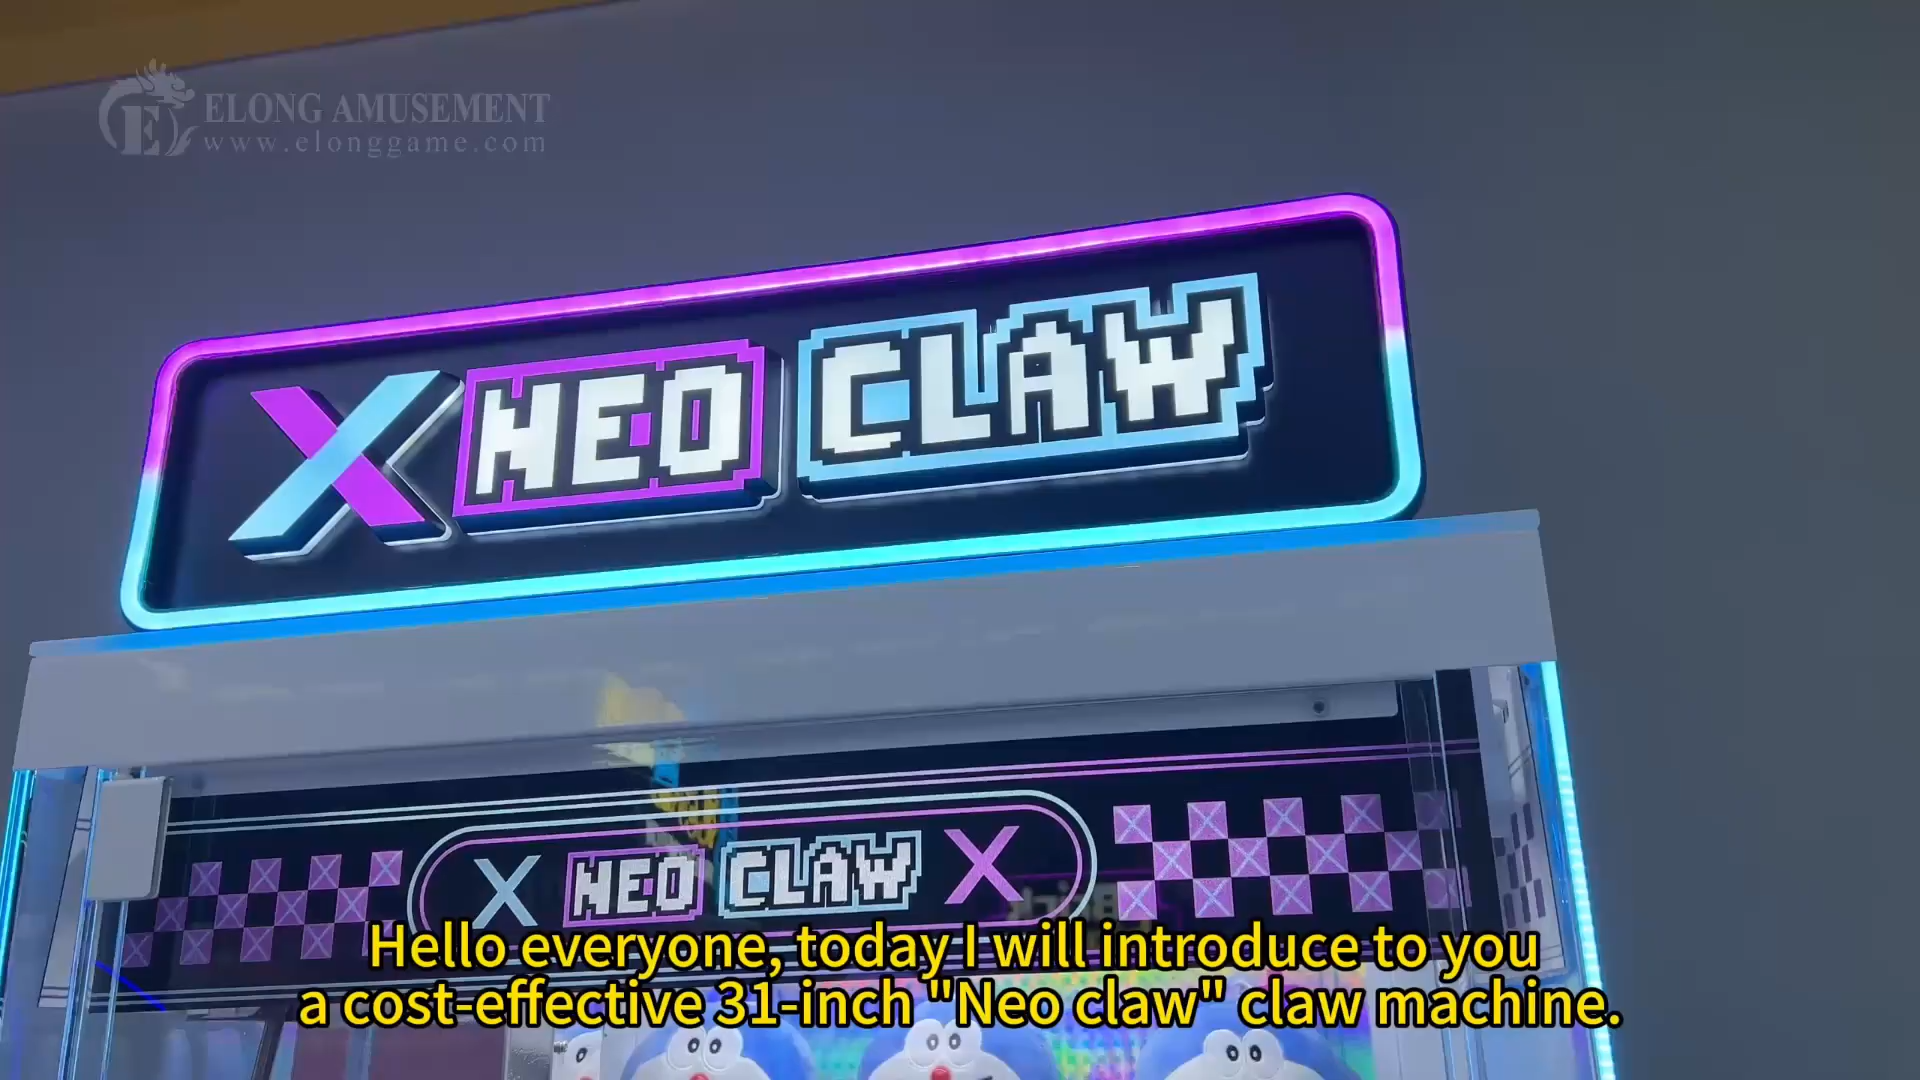 ELONG AMUSEMENT
www.elonggame.com
X NEO CLAW
X NEO CLAW X
Hello everyone, today I will introduce to you
a cost-effective 31-inch "Neo claw" claw machine.